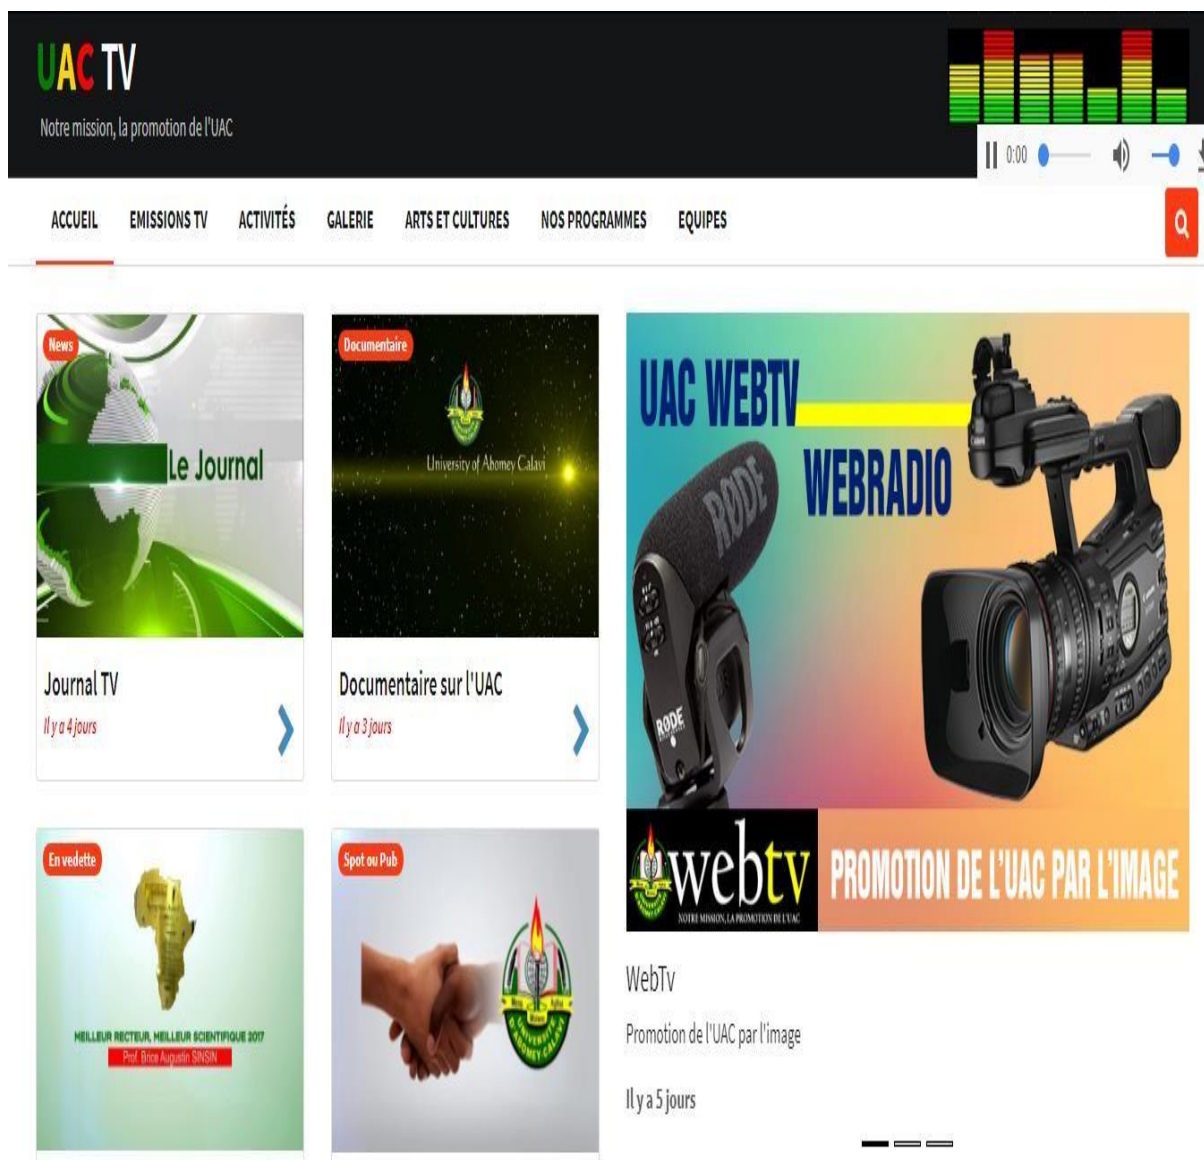 UAC TV
Notre mission, la promotion de l'UAC
0:00
ACCUEIL EMISSIONS TV ACTIVITÉS GALERIE ARTS ET CULTURES NOS PROGRAMMES EQUIPES
News
Le Journal
Journal TV
Il y a 4 jours
Documentaire
University of Abomey Calavi
Documentaire sur l'UAC
Il y a 3 jours
UAC WEBTV
WEBRADIO
RØDE
RØDE
Canon
webtv
NOTRE MISSION, LA PROMOTION DE L'UAC
PROMOTION DE L'UAC PAR L'IMAGE
WebTv
Promotion de l'UAC par l'image
Il y a 5 jours
En vedette
MEILLEUR RECTEUR, MEILLEUR SCIENTIFIQUE 2017
Prof. Brice Augustin SINSIN
Spot ou Pub
UNIVERSITE D'ABOMEY-CALAVI